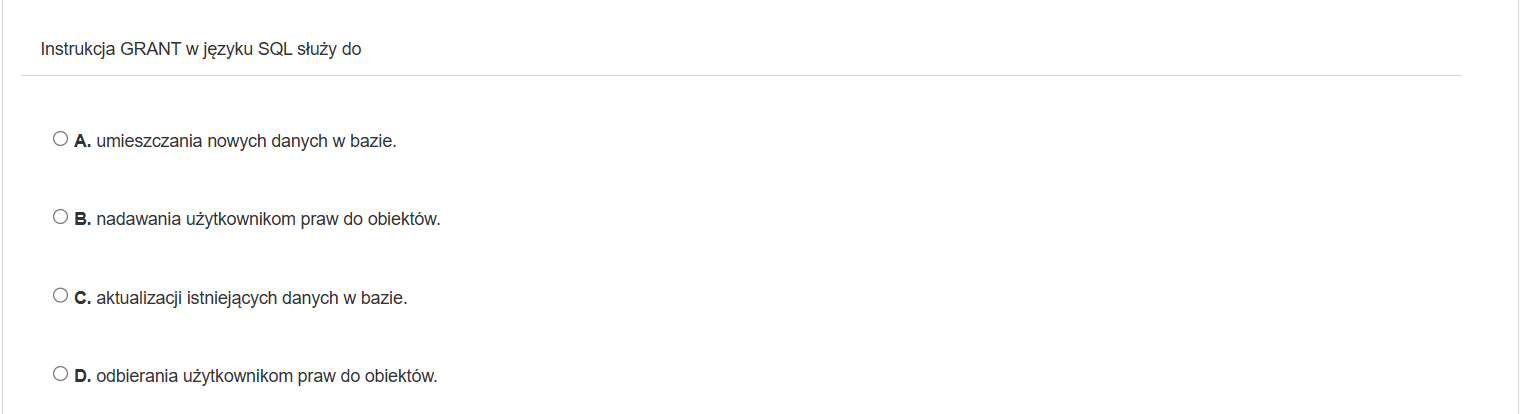 Instrukcja GRANT w języku SQL służy do
A. umieszczania nowych danych w bazie.
B. nadawania użytkownikom praw do obiektów.
C. aktualizacji istniejących danych w bazie.
D. odbierania użytkownikom praw do obiektów.